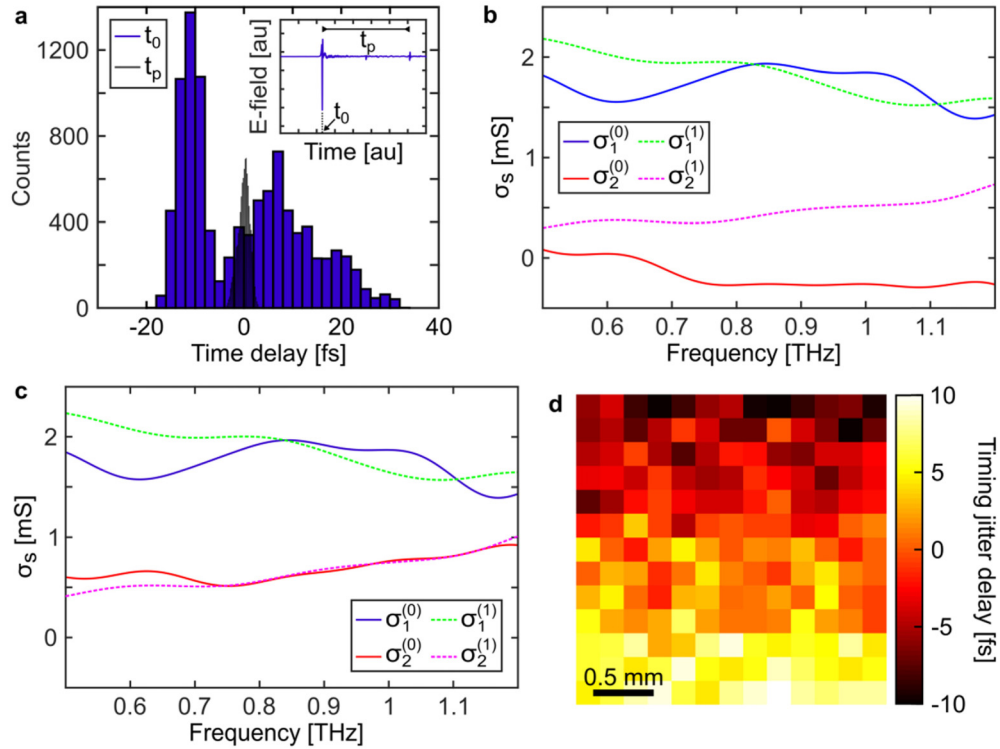 a
t₀
tₚ
1200
800
400
0
Counts
-20
0
20
40
Time delay [fs]
E-field [au]
tₚ
t₀
Time [au]
b
2
1
0
σₛ [mS]
σ₁⁽⁰⁾ σ₁⁽¹⁾
σ₂⁽⁰⁾ σ₂⁽¹⁾
0.6 0.7 0.8 0.9 1 1.1
Frequency [THz]
c
2
1
0
σₛ [mS]
σ₁⁽⁰⁾ σ₁⁽¹⁾
σ₂⁽⁰⁾ σ₂⁽¹⁾
0.6 0.7 0.8 0.9 1 1.1
Frequency [THz]
d
0.5 mm
10
5
0
-5
-10
Timing jitter delay [fs]